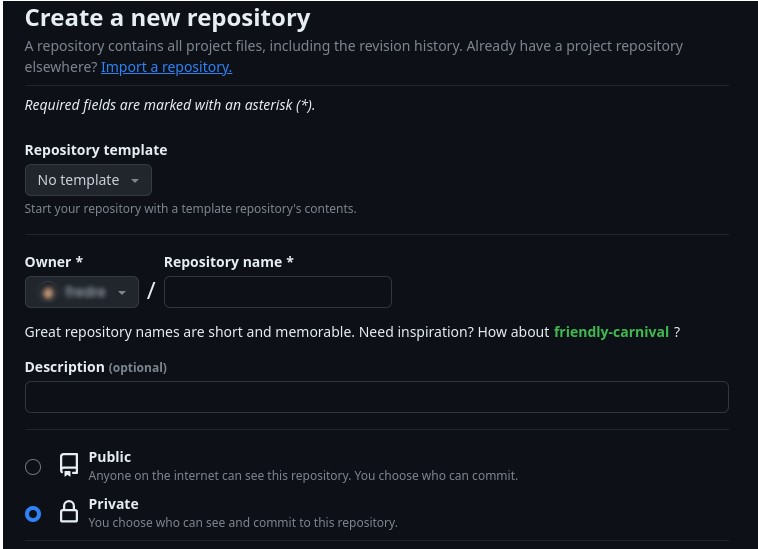 Create a new repository
A repository contains all project files, including the revision history. Already have a project repository
elsewhere? Import a repository.
Required fields are marked with an asterisk (*).
Repository template
No template
Start your repository with a template repository's contents.
Owner * Repository name *
/
Great repository names are short and memorable. Need inspiration? How about friendly-carnival ?
Description (optional)
Public
Anyone on the internet can see this repository. You choose who can commit.
Private
You choose who can see and commit to this repository.